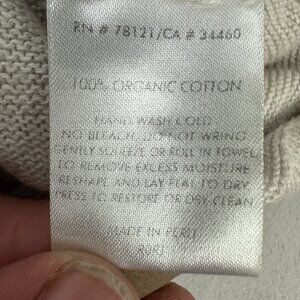 RN # 78121/CA # 34460
100% ORGANIC COTTON
HAND WASH COLD
NO BLEACH, DO NOT WRING
GENTLY SQUEEZE OR ROLL IN TOWEL
TO REMOVE EXCESS MOISTURE
RESHAPE AND LAY FLAT TO DRY
PRESS TO RESTORE OR DRY CLEAN
MADE IN PERU